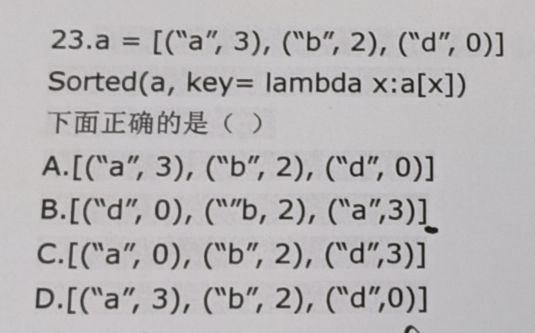 23.a = [(“a”, 3), (“b”, 2), (“d”, 0)]
Sorted(a, key= lambda x:a[x])
下面正确的是（ ）
A.[(“a”, 3), (“b”, 2), (“d”, 0)]
B.[(“d”, 0), (“”b, 2), (“a”,3)]
C.[(“a”, 0), (“b”, 2), (“d”,3)]
D.[(“a”, 3), (“b”, 2), (“d”,0)]